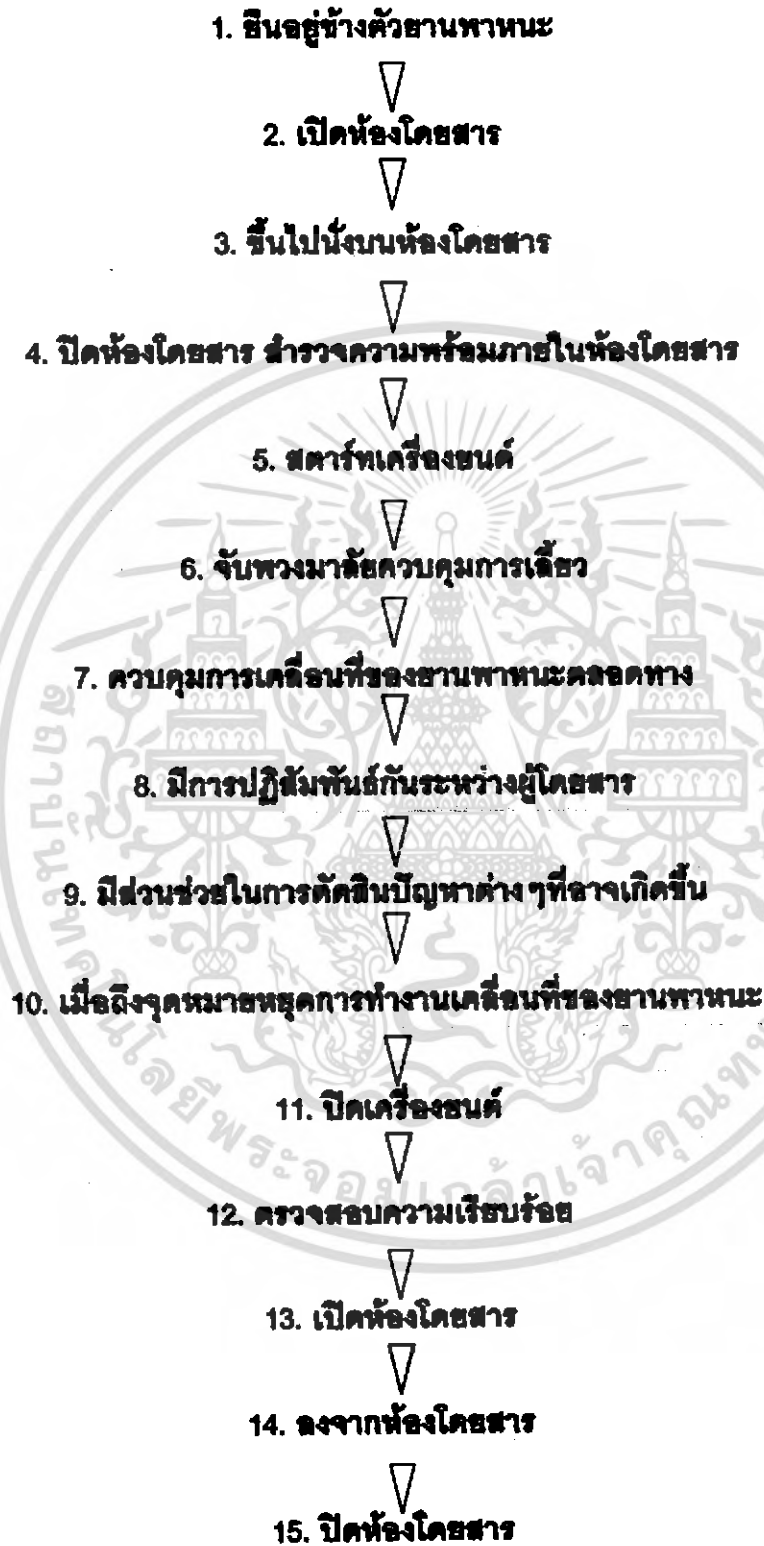 1. ยืนอยู่ข้างตัวยานพาหนะ
2. เปิดห้องโดยสาร
3. ขึ้นไปนั่งบนห้องโดยสาร
4. ปิดห้องโดยสาร สำรวจความพร้อมภายในห้องโดยสาร
5. สตาร์ทเครื่องยนต์
6. จับพวงมาลัยควบคุมการเลี้ยว
7. ควบคุมการเคลื่อนที่ของยานพาหนะตลอดทาง
8. มีการปฏิสัมพันธ์กันระหว่างผู้โดยสาร
9. มีส่วนช่วยในการตัดสินปัญหาต่าง ๆที่อาจเกิดขึ้น
10. เมื่อถึงจุดหมายหยุดการทำงานเคลื่อนที่ของยานพาหนะ
11. ปิดเครื่องยนต์
12. ตรวจสอบความเรียบร้อย
13. เปิดห้องโดยสาร
14. ลงจากห้องโดยสาร
15. ปิดห้องโดยสาร